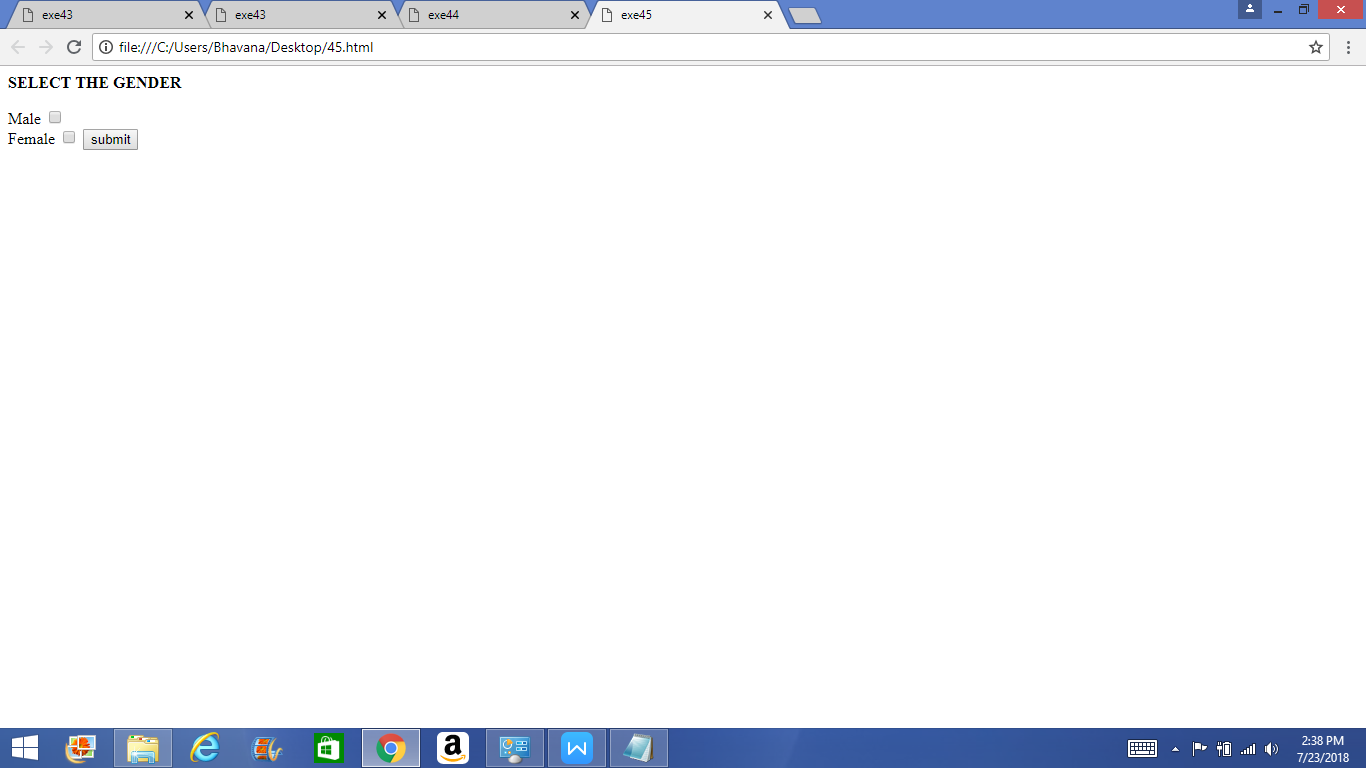 exe43
exe43
exe44
exe45
file:///C:/Users/Bhavana/Desktop/45.html
SELECT THE GENDER
Male
Female submit
2:38 PM
7/23/2018